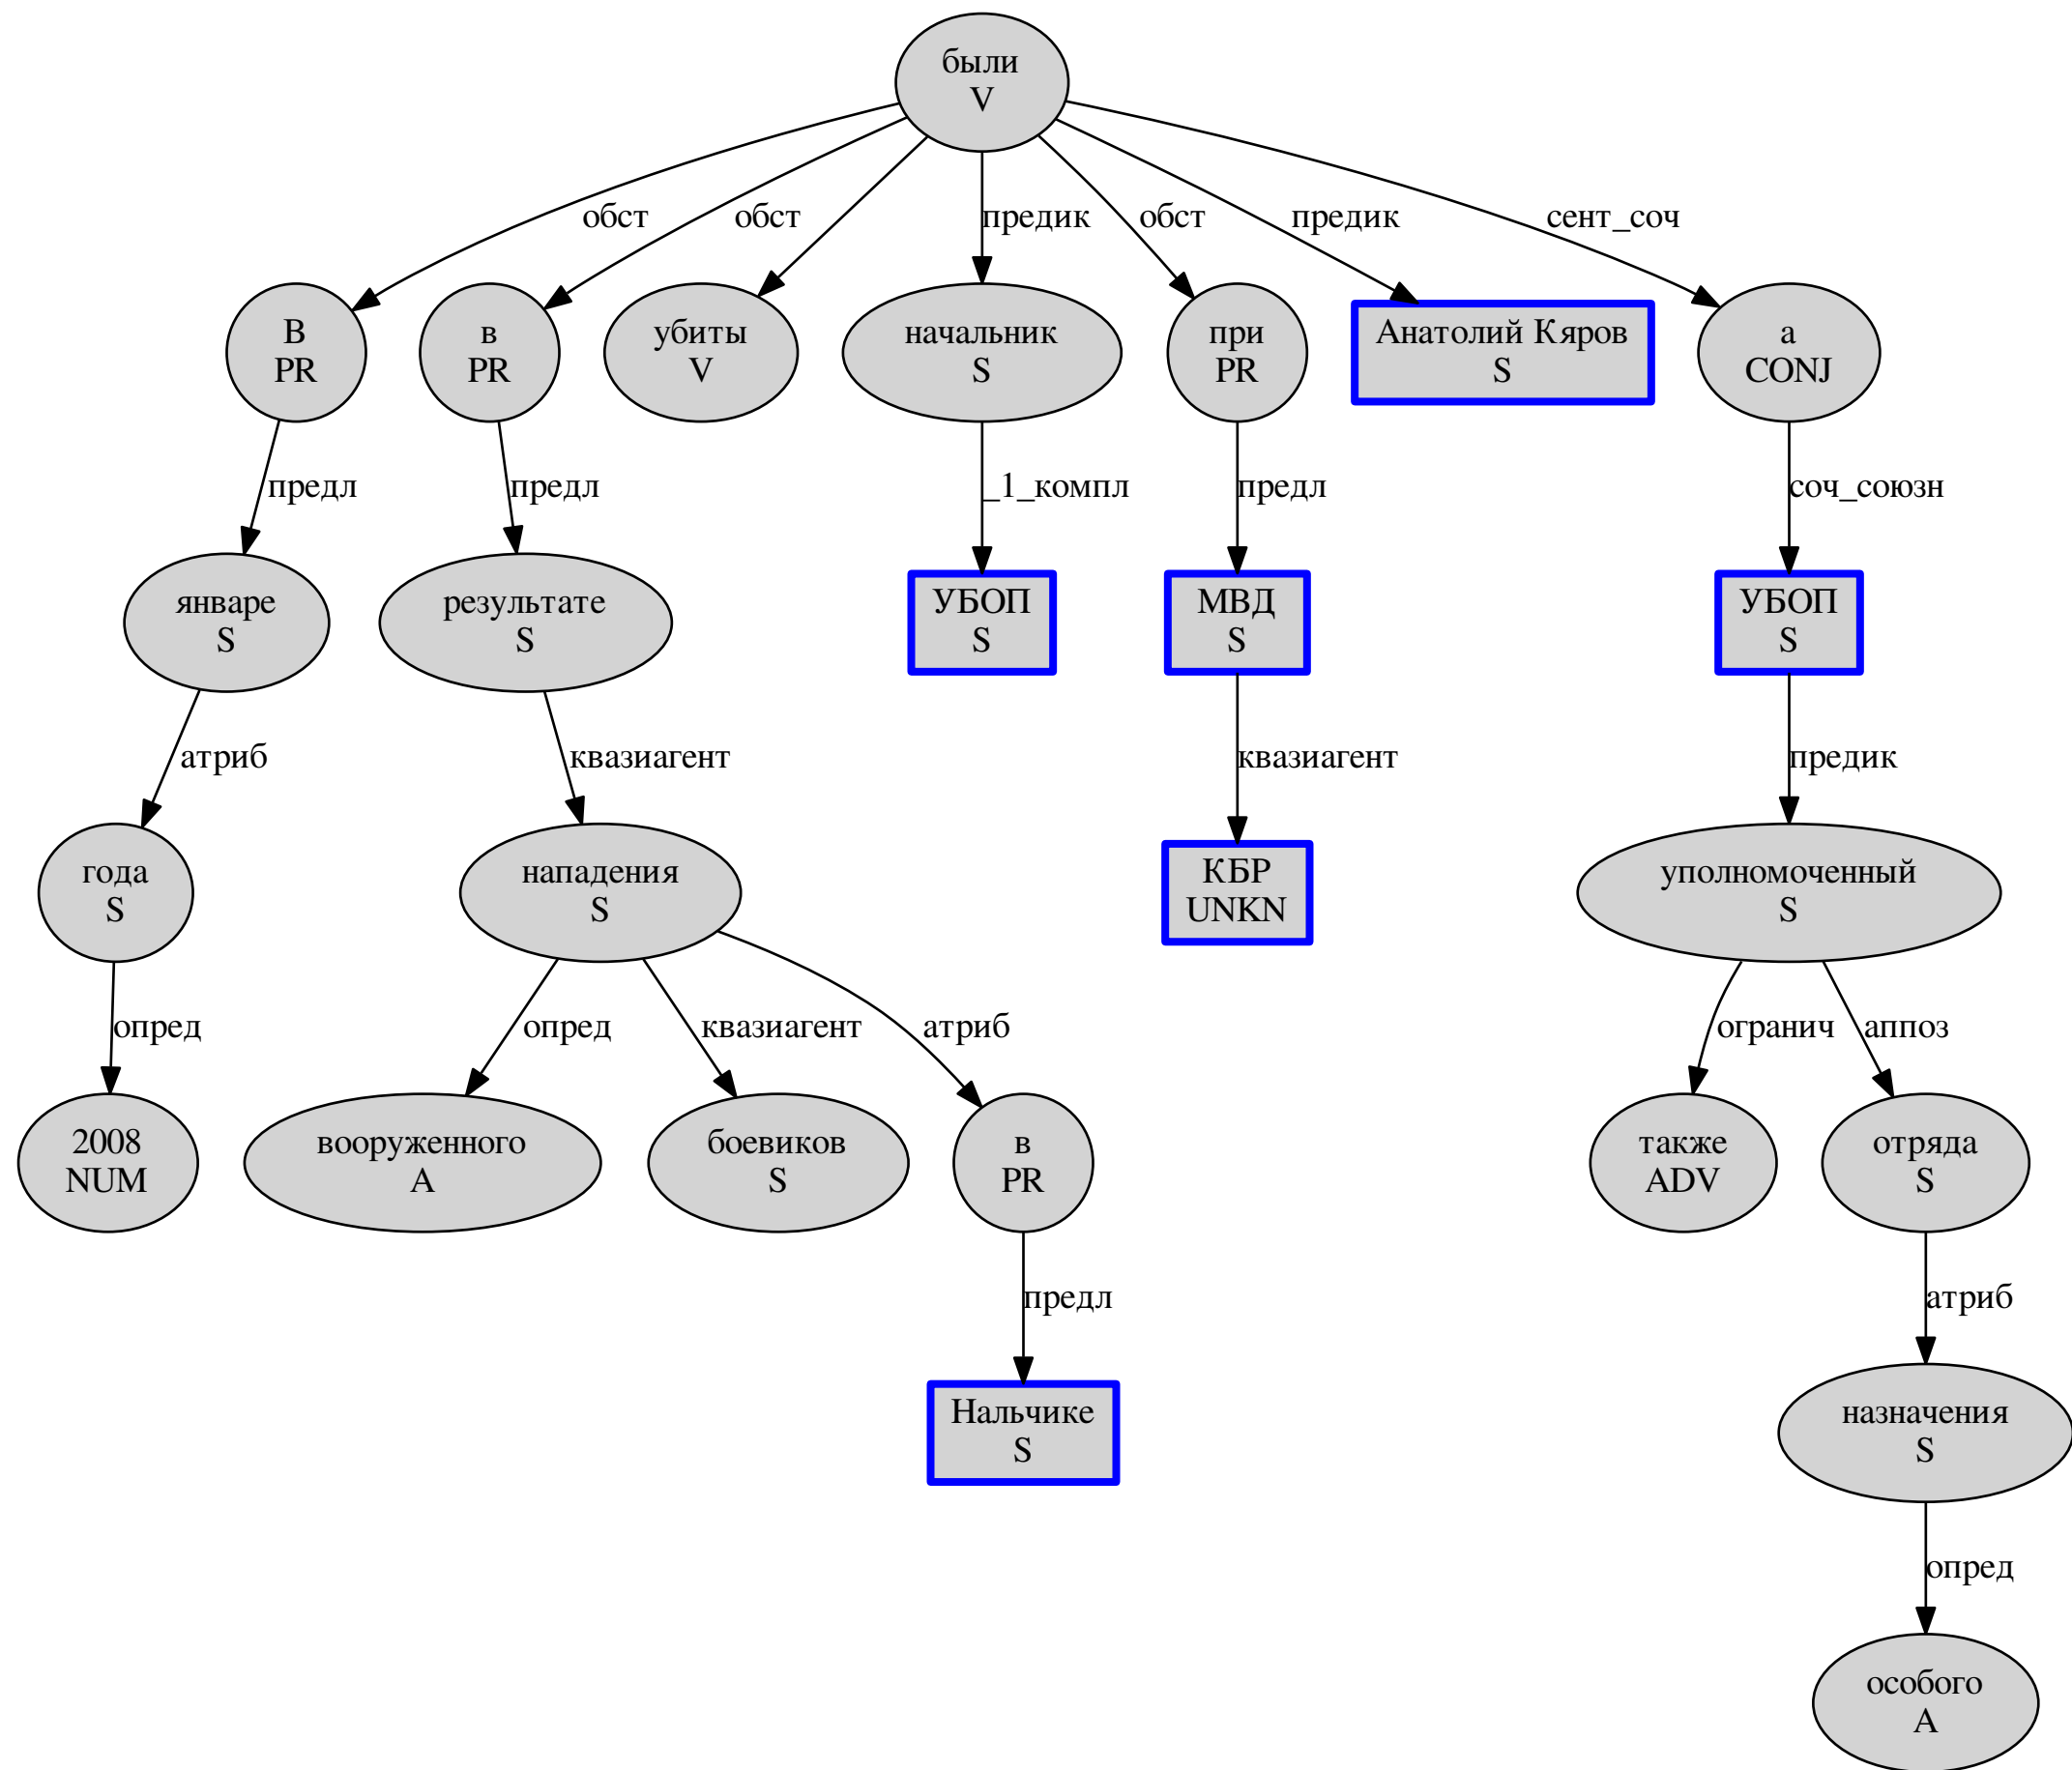 были
V
обст
обст
предик
обст
предик
сент_соч
В
PR
в
PR
убиты
V
начальник
S
при
PR
Анатолий Кяров
S
а
CONJ
предл
предл
_1_компл
предл
соч_союзн
январе
S
результате
S
УБОП
S
МВД
S
УБОП
S
атриб
квазиагент
квазиагент
предик
года
S
нападения
S
КБР
UNKN
уполномоченный
S
опред
опред
квазиагент
атриб
огранич
аппоз
2008
NUM
вооруженного
A
боевиков
S
в
PR
также
ADV
отряда
S
предл
атриб
Нальчике
S
назначения
S
опред
особого
A